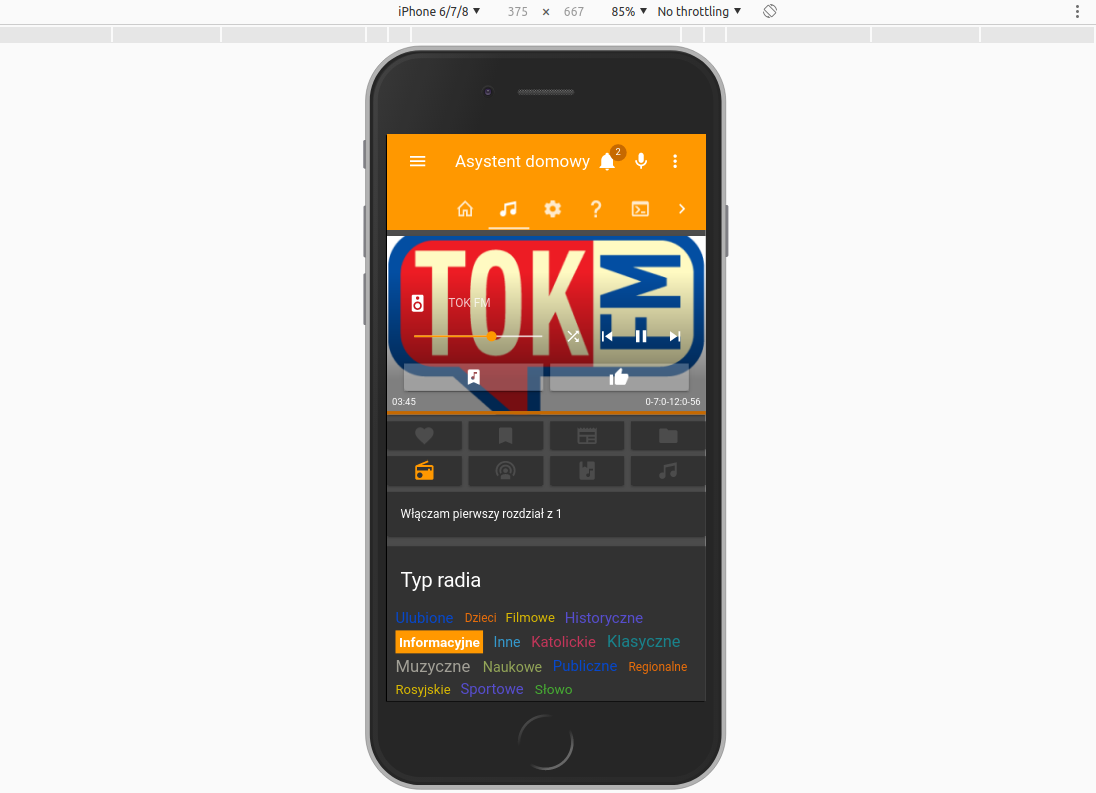 iPhone 6/7/8 375 × 667 85% No throttling
Asystent domowy 2
TOK FM
TOK FM
03:45 0-7:0-12:0-56
Włączam pierwszy rozdział z 1
Typ radia
Ulubione Dzieci Filmowe Historyczne
Informacyjne Inne Katolickie Klasyczne
Muzyczne Naukowe Publiczne Regionalne
Rosyjskie Sportowe Słowo